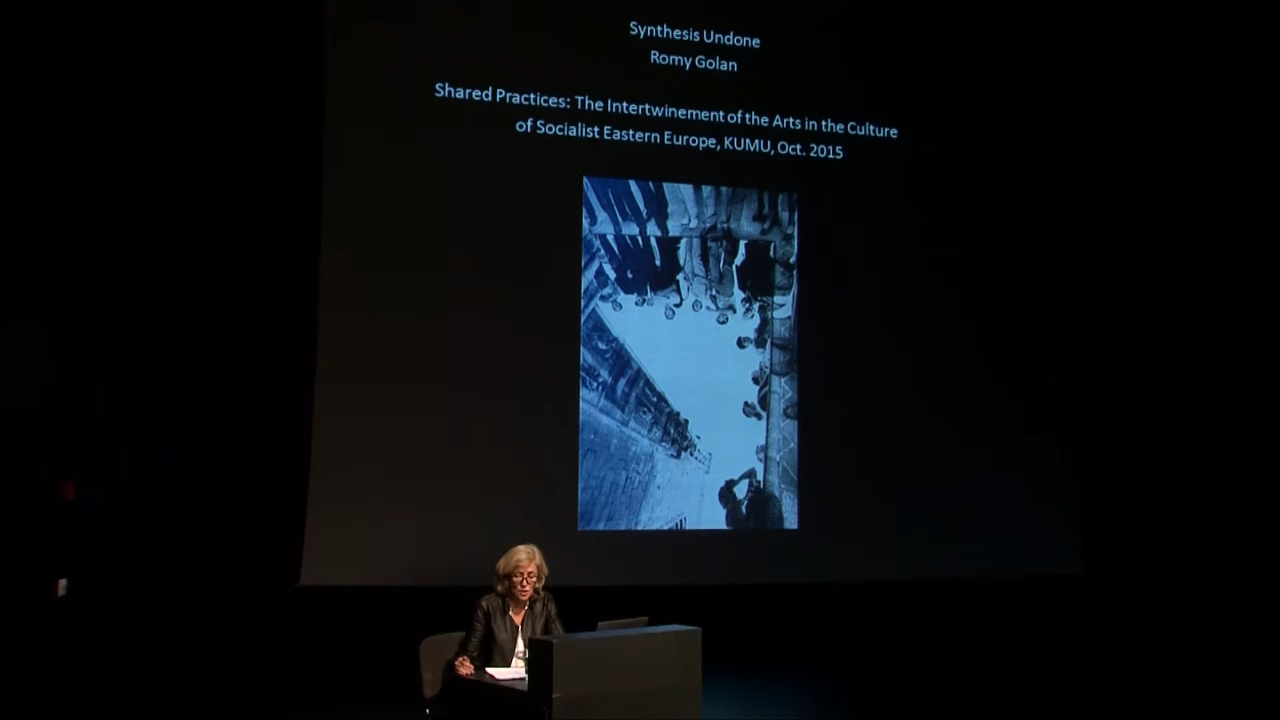 Synthesis Undone
Romy Golan
Shared Practices: The Intertwinement of the Arts in the Culture
of Socialist Eastern Europe, KUMU, Oct. 2015